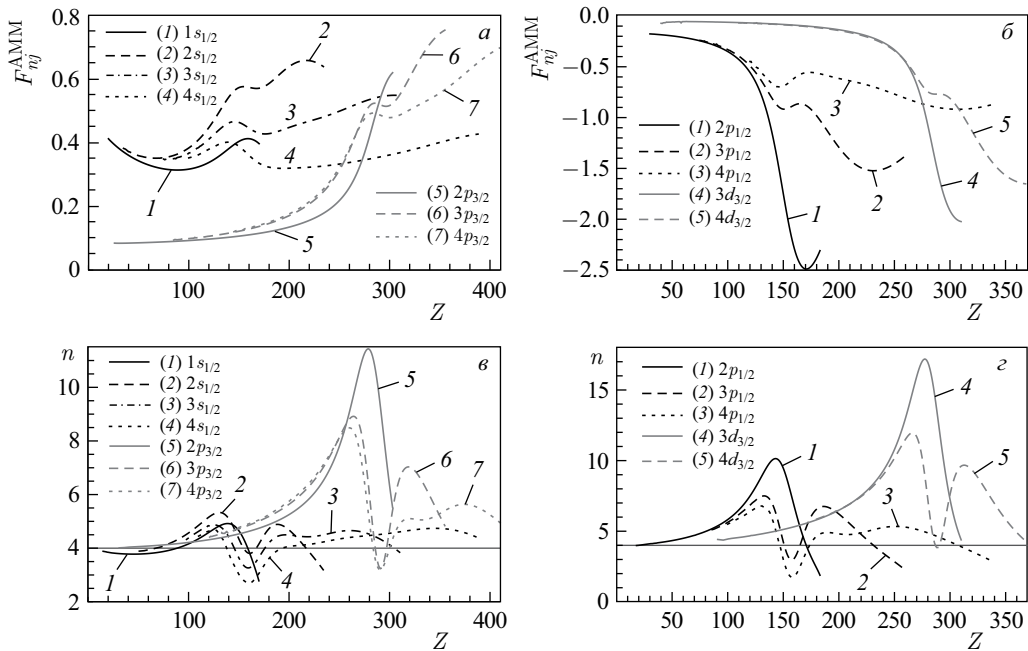 0.8
0.6
0.4
0.2
0
F_{nj}^{AMM}
(1) 1s_{1/2}
(2) 2s_{1/2}
(3) 3s_{1/2}
(4) 4s_{1/2}
(5) 2p_{3/2}
(6) 3p_{3/2}
(7) 4p_{3/2}
1
2
3
4
5
6
7
а
100 200 300 400
Z
0.0
−0.5
−1.0
−1.5
−2.0
−2.5
F_{nj}^{AMM}
(1) 2p_{1/2}
(2) 3p_{1/2}
(3) 4p_{1/2}
(4) 3d_{3/2}
(5) 4d_{3/2}
1
2
3
4
5
б
50 100 150 200 250 300 350
Z
n
10
8
6
4
2
(1) 1s_{1/2}
(2) 2s_{1/2}
(3) 3s_{1/2}
(4) 4s_{1/2}
(5) 2p_{3/2}
(6) 3p_{3/2}
(7) 4p_{3/2}
1
2
3
4
5
6
7
в
0 100 200 300 400
Z
n
15
10
5
0
(1) 2p_{1/2}
(2) 3p_{1/2}
(3) 4p_{1/2}
(4) 3d_{3/2}
(5) 4d_{3/2}
1
2
3
4
5
г
0 50 100 150 200 250 300 350
Z